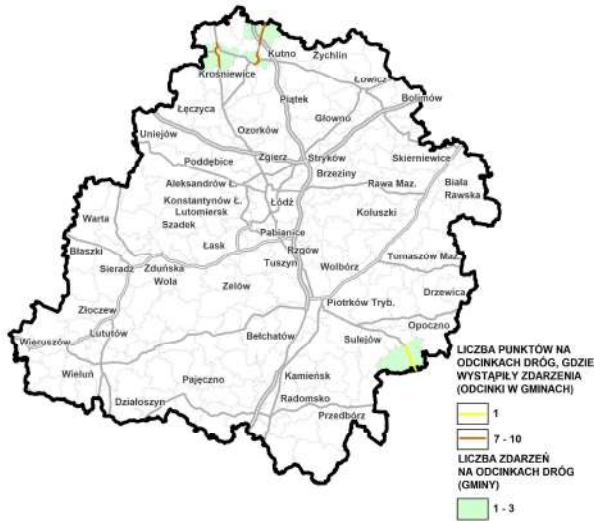 Kutno Żychlin
Krośniewice
Łowicz
Piątek
Bolimów
Łęczyca
Głowno
Uniejów
Ozorków
Poddębice
Zgierz
Stryków
Skierniewice
Brzeziny
Aleksandrów Ł.
Rawa Maz.
Biała
Rawska
Konstantynów Ł.
Łódź
Lutomiersk
Koluszki
Warta
Szadek
Pabianice
Łask
Rzgów
Błaszki
Tuszyn
Wolbórz
Tomaszów Maz.
Sieradz
Zduńska
Wola
Zelów
Drzewica
Piotrków Tryb.
Złoczew
Opoczno
Lututów
Bełchatów
Sulejów
Wieruszów
Wieluń
Pajęczno
Kamieńsk
Radomsko
Działoszyn
Przedbórz
LICZBA PUNKTÓW NA
ODCINKACH DRÓG, GDZIE
WYSTĄPIŁY ZDARZENIA
(ODCINKI W GMINACH)
1
7 - 10
LICZBA ZDARZEŃ
NA ODCINKACH DRÓG
(GMINY)
1 - 3